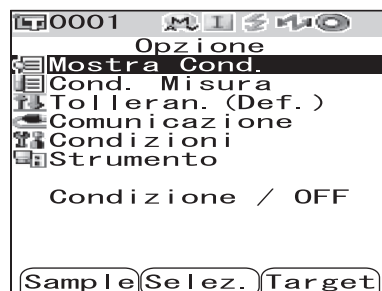 0001 M I
Opzione
Mostra Cond.
Cond. Misura
Tolleran.(Def.)
Comunicazione
Condizioni
Strumento
Condizione / OFF
Sample Selez. Target